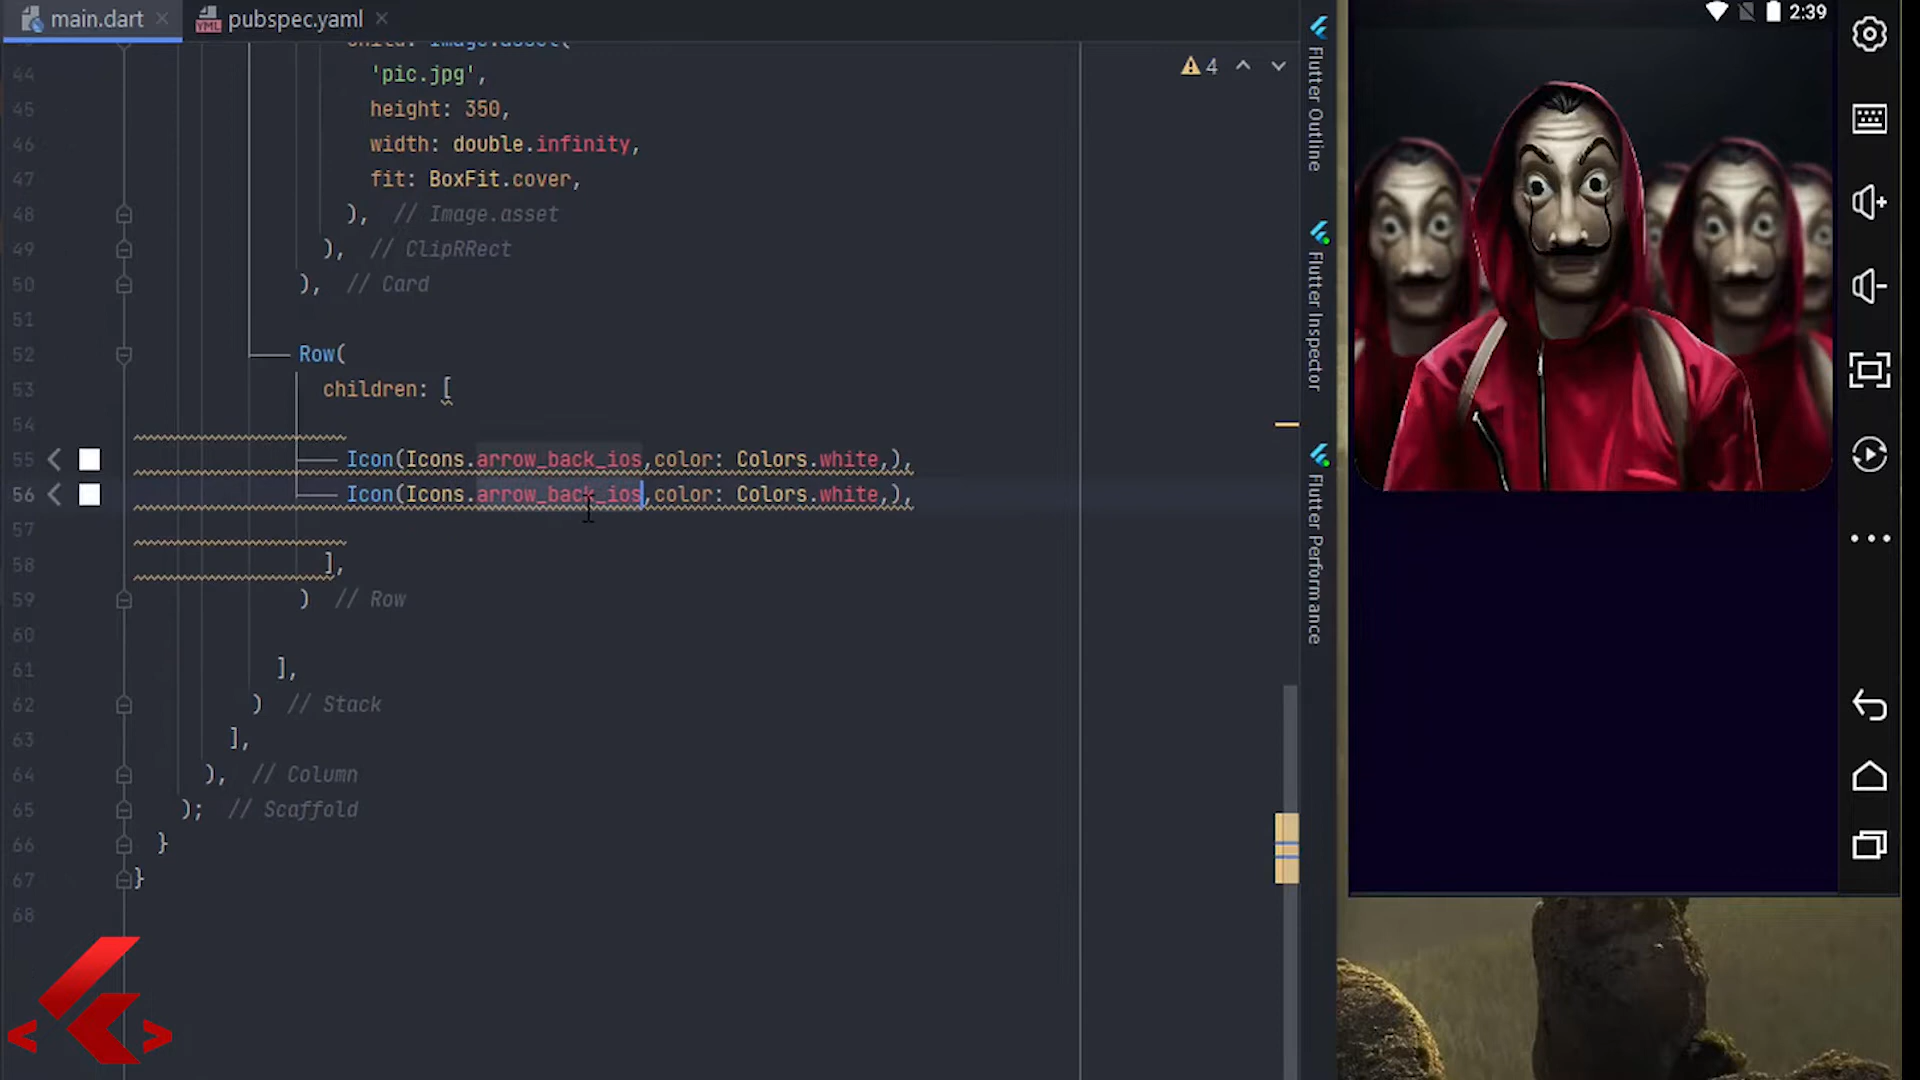 main.dart
pubspec.yaml
child: Image.asset(
44 'pic.jpg',
45 height: 350,
46 width: double.infinity,
47 fit: BoxFit.cover,
48 ), // Image.asset
49 ), // ClipRRect
50 ), // Card
51
52 Row(
53 children: [
54
55 Icon(Icons.arrow_back_ios,color: Colors.white,),
56 Icon(Icons.arrow_back_ios,color: Colors.white,),
57
58 ],
59 ) // Row
60
61 ],
62 ) // Stack
63 ],
64 ), // Column
65 ); // Scaffold
66 }
67 }
68
4
Flutter Outline
Flutter Inspector
Flutter Performance
2:39